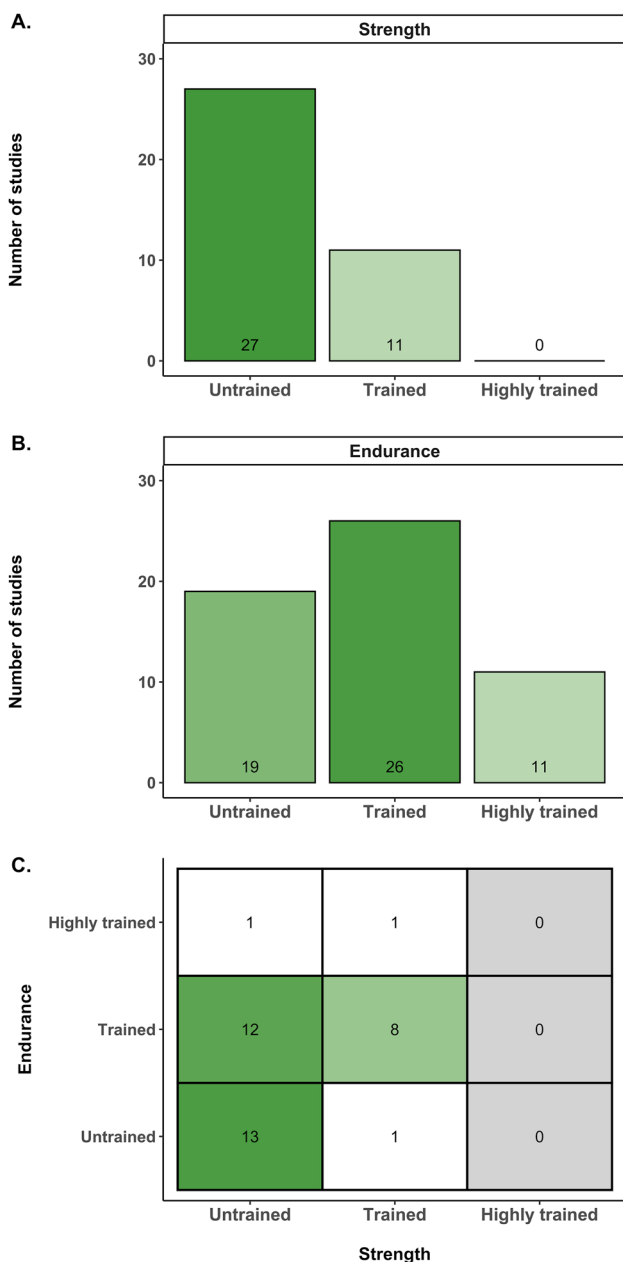 A.
Strength
Number of studies
30
20
10
0
27
11
0
Untrained
Trained
Highly trained
B.
Endurance
Number of studies
30
20
10
0
19
26
11
Untrained
Trained
Highly trained
C.
Endurance
Highly trained
1
1
0
Trained
12
8
0
Untrained
13
1
0
Untrained
Trained
Highly trained
Strength